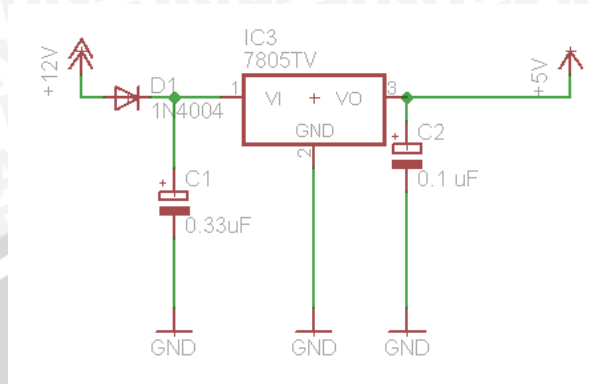 IC3
7805TV
+12V
D1
1N4004
1
VI
+
VO
3
GND
2
+5V
+
C1
0.33uF
+
C2
0.1 uF
GND
GND
GND